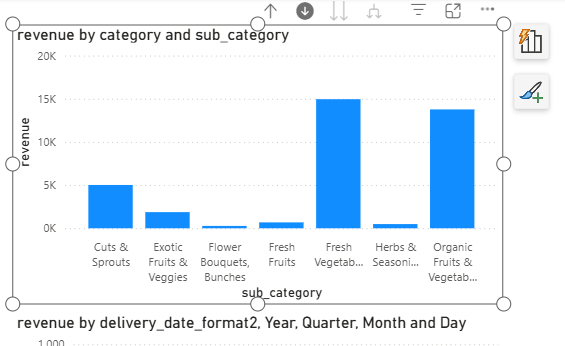 revenue by category and sub_category
20K
15K
10K
5K
0K
revenue
Cuts &
Sprouts
Exotic
Fruits &
Veggies
Flower
Bouquets,
Bunches
Fresh
Fruits
Fresh
Vegetab...
Herbs &
Seasoni...
Organic
Fruits &
Vegetab...
sub_category
revenue by delivery_date_format2, Year, Quarter, Month and Day
1,000